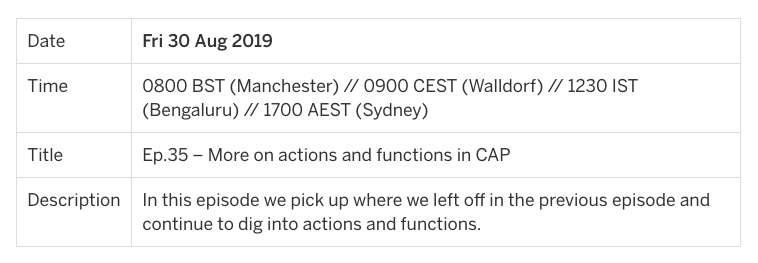 Date
Fri 30 Aug 2019
Time
0800 BST (Manchester) // 0900 CEST (Walldorf) // 1230 IST
(Bengaluru) // 1700 AEST (Sydney)
Title
Ep.35 – More on actions and functions in CAP
Description
In this episode we pick up where we left off in the previous episode and
continue to dig into actions and functions.